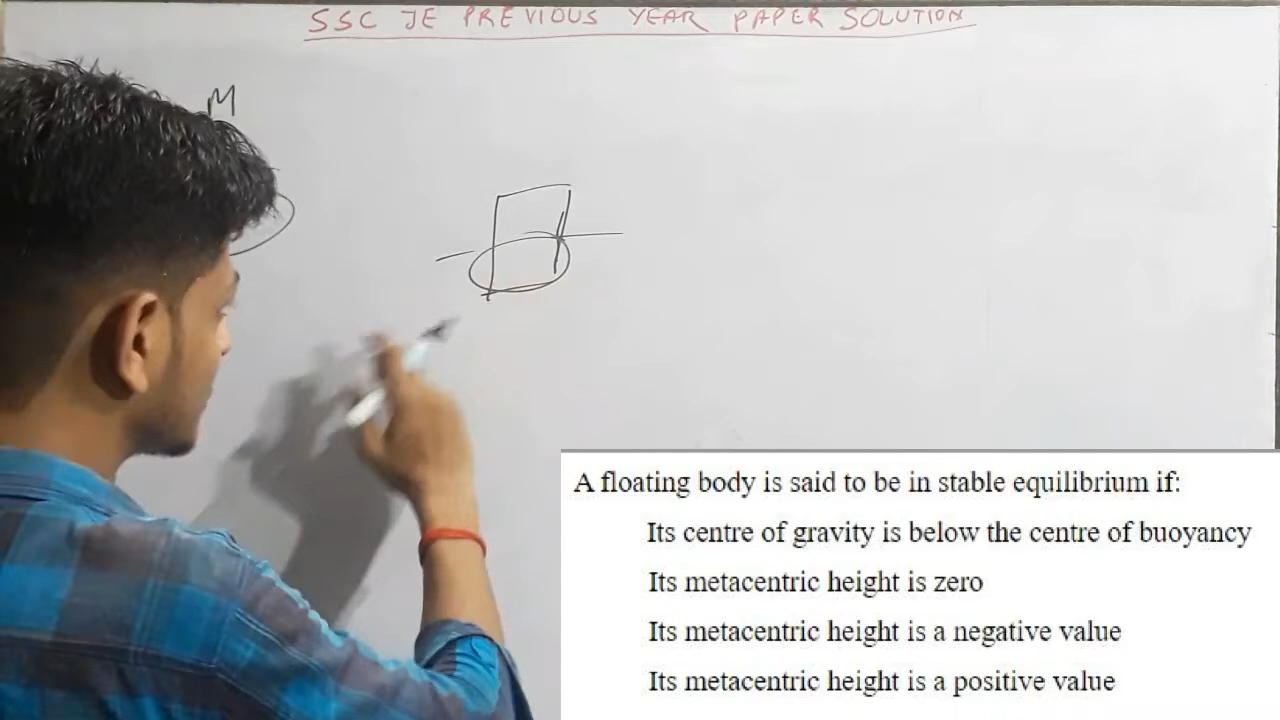 SSC JE PREVIOUS YEAR PAPER SOLUTION
M
A floating body is said to be in stable equilibrium if:
Its centre of gravity is below the centre of buoyancy
Its metacentric height is zero
Its metacentric height is a negative value
Its metacentric height is a positive value